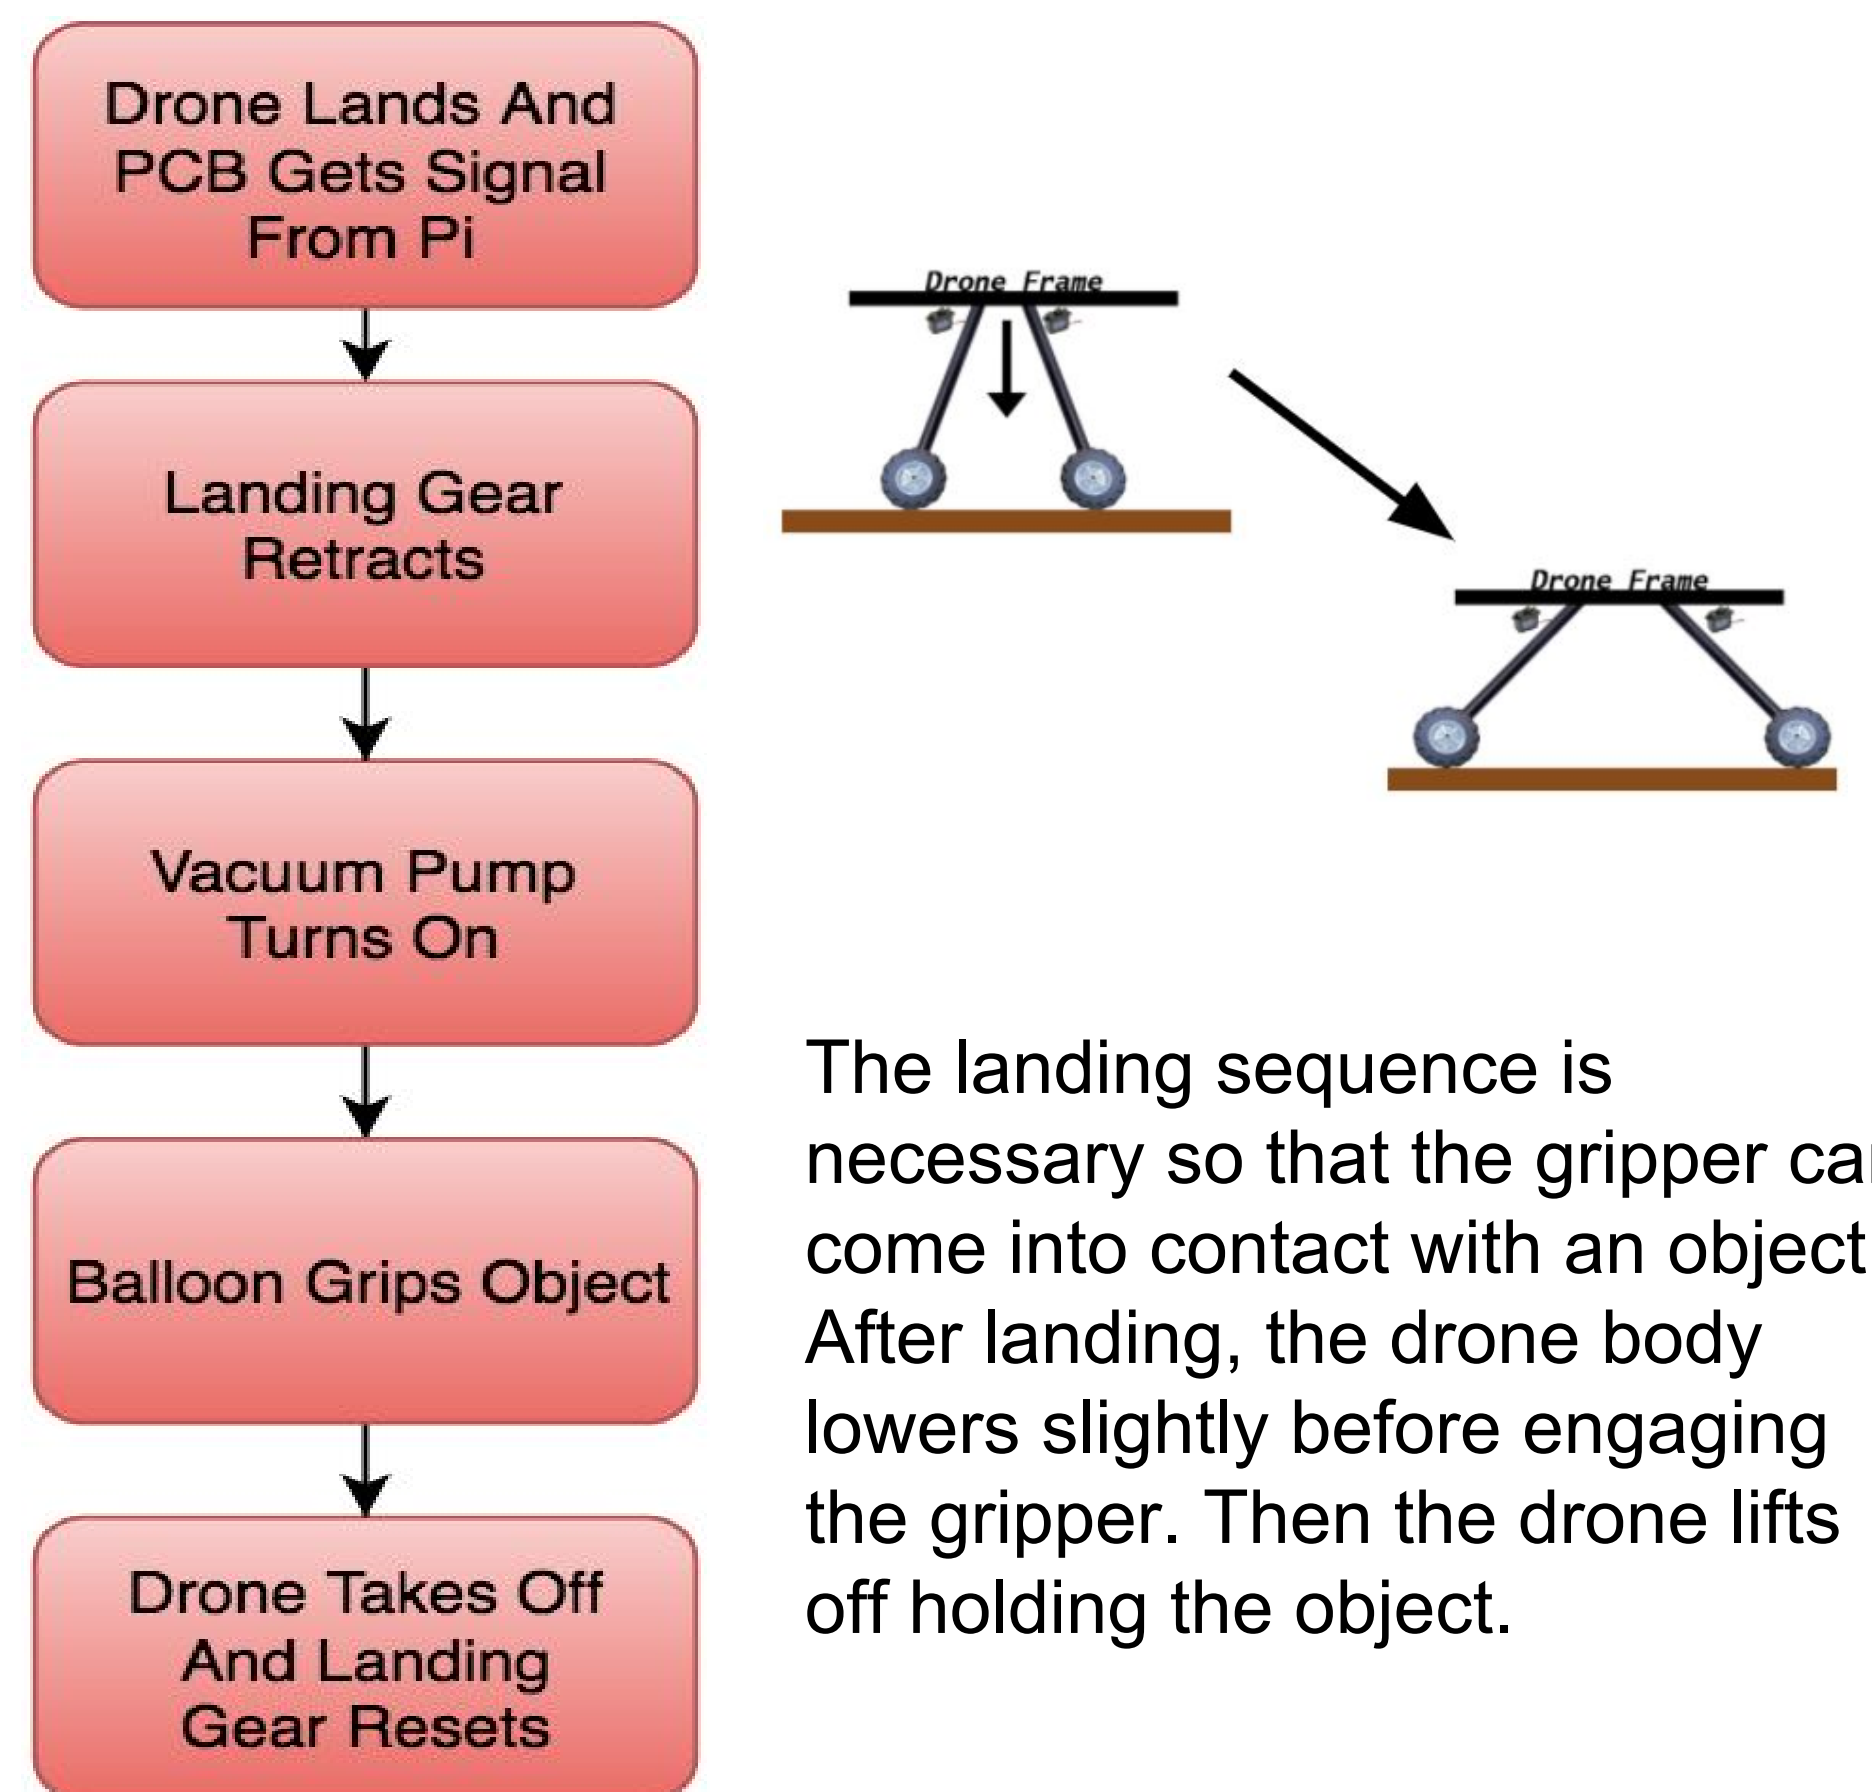 Drone Lands And
PCB Gets Signal
From Pi
Landing Gear
Retracts
Vacuum Pump
Turns On
Balloon Grips Object
Drone Takes Off
And Landing
Gear Resets
Drone Frame
Drone Frame
The landing sequence is
necessary so that the gripper
come into contact with an object
After landing, the drone body
lowers slightly before engaging
the gripper. Then the drone lifts
off holding the object.